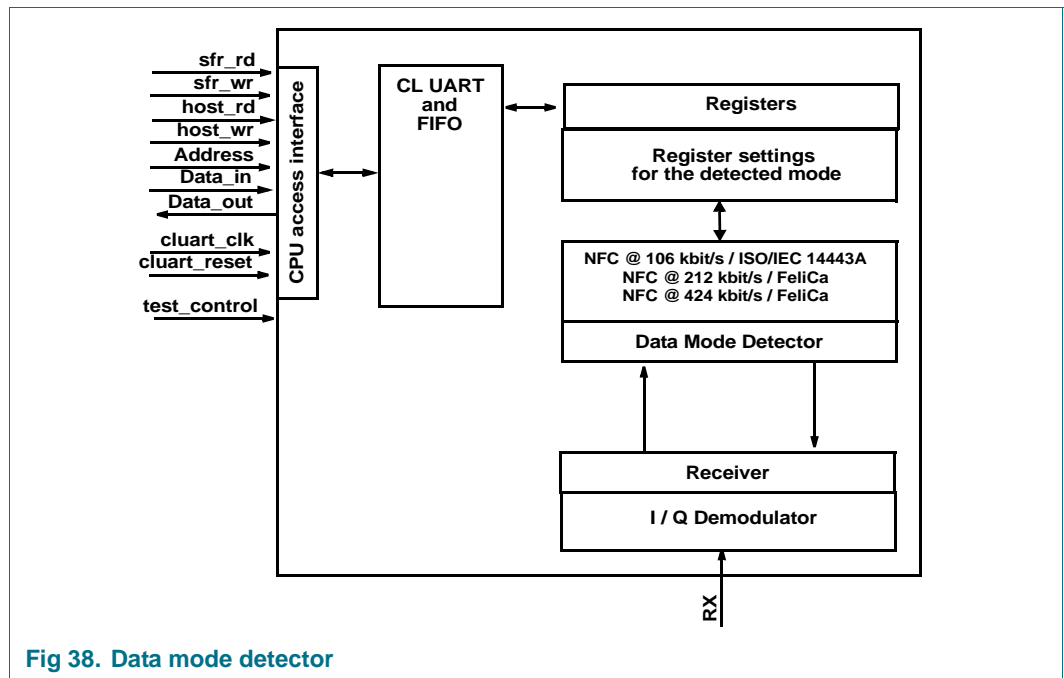 sfr_rd
sfr_wr
host_rd
host_wr
Address
Data_in
Data_out
cluart_clk
cluart_reset
test_control
CPU access interface
CL UART
and
FIFO
Registers
Register settings
for the detected mode
NFC @ 106 kbit/s / ISO/IEC 14443A
NFC @ 212 kbit/s / FeliCa
NFC @ 424 kbit/s / FeliCa
Data Mode Detector
Receiver
I / Q Demodulator
RX
Fig 38. Data mode detector